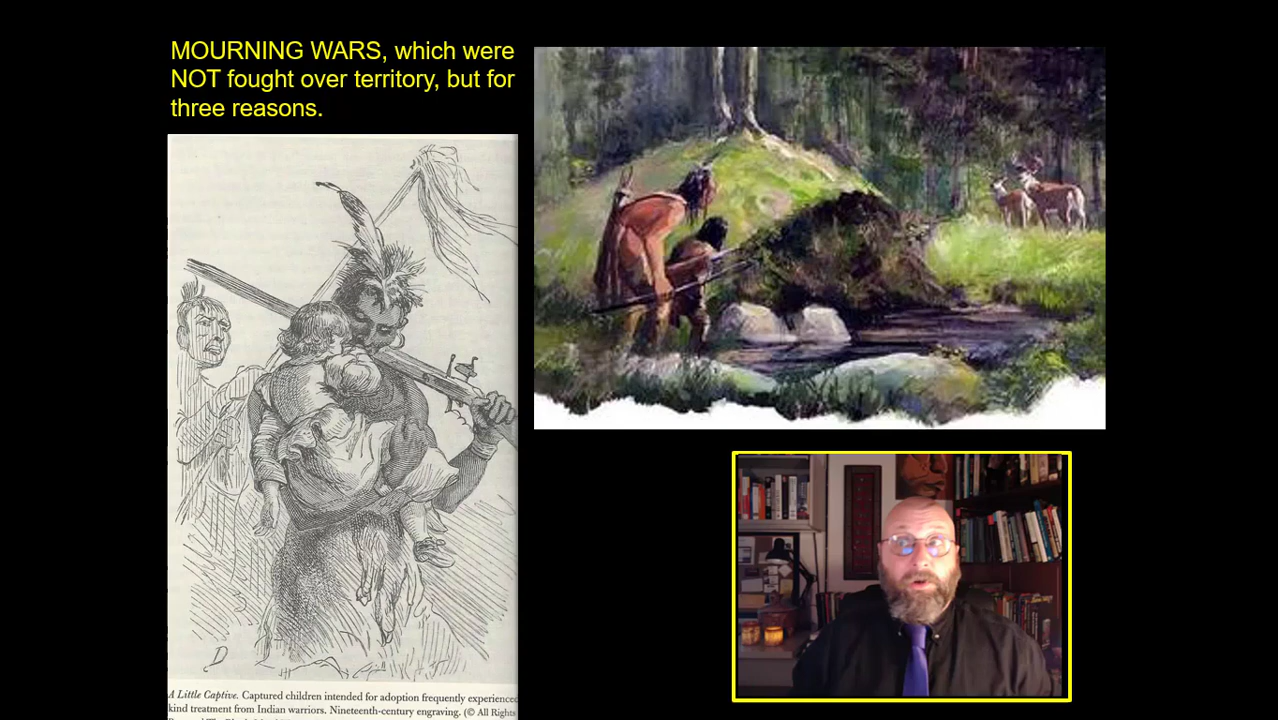 MOURNING WARS, which were
NOT fought over territory, but for
three reasons.
A Little Captive. Captured children intended for adoption frequently experienced
kind treatment from Indian warriors. Nineteenth-century engraving. (© All Rights